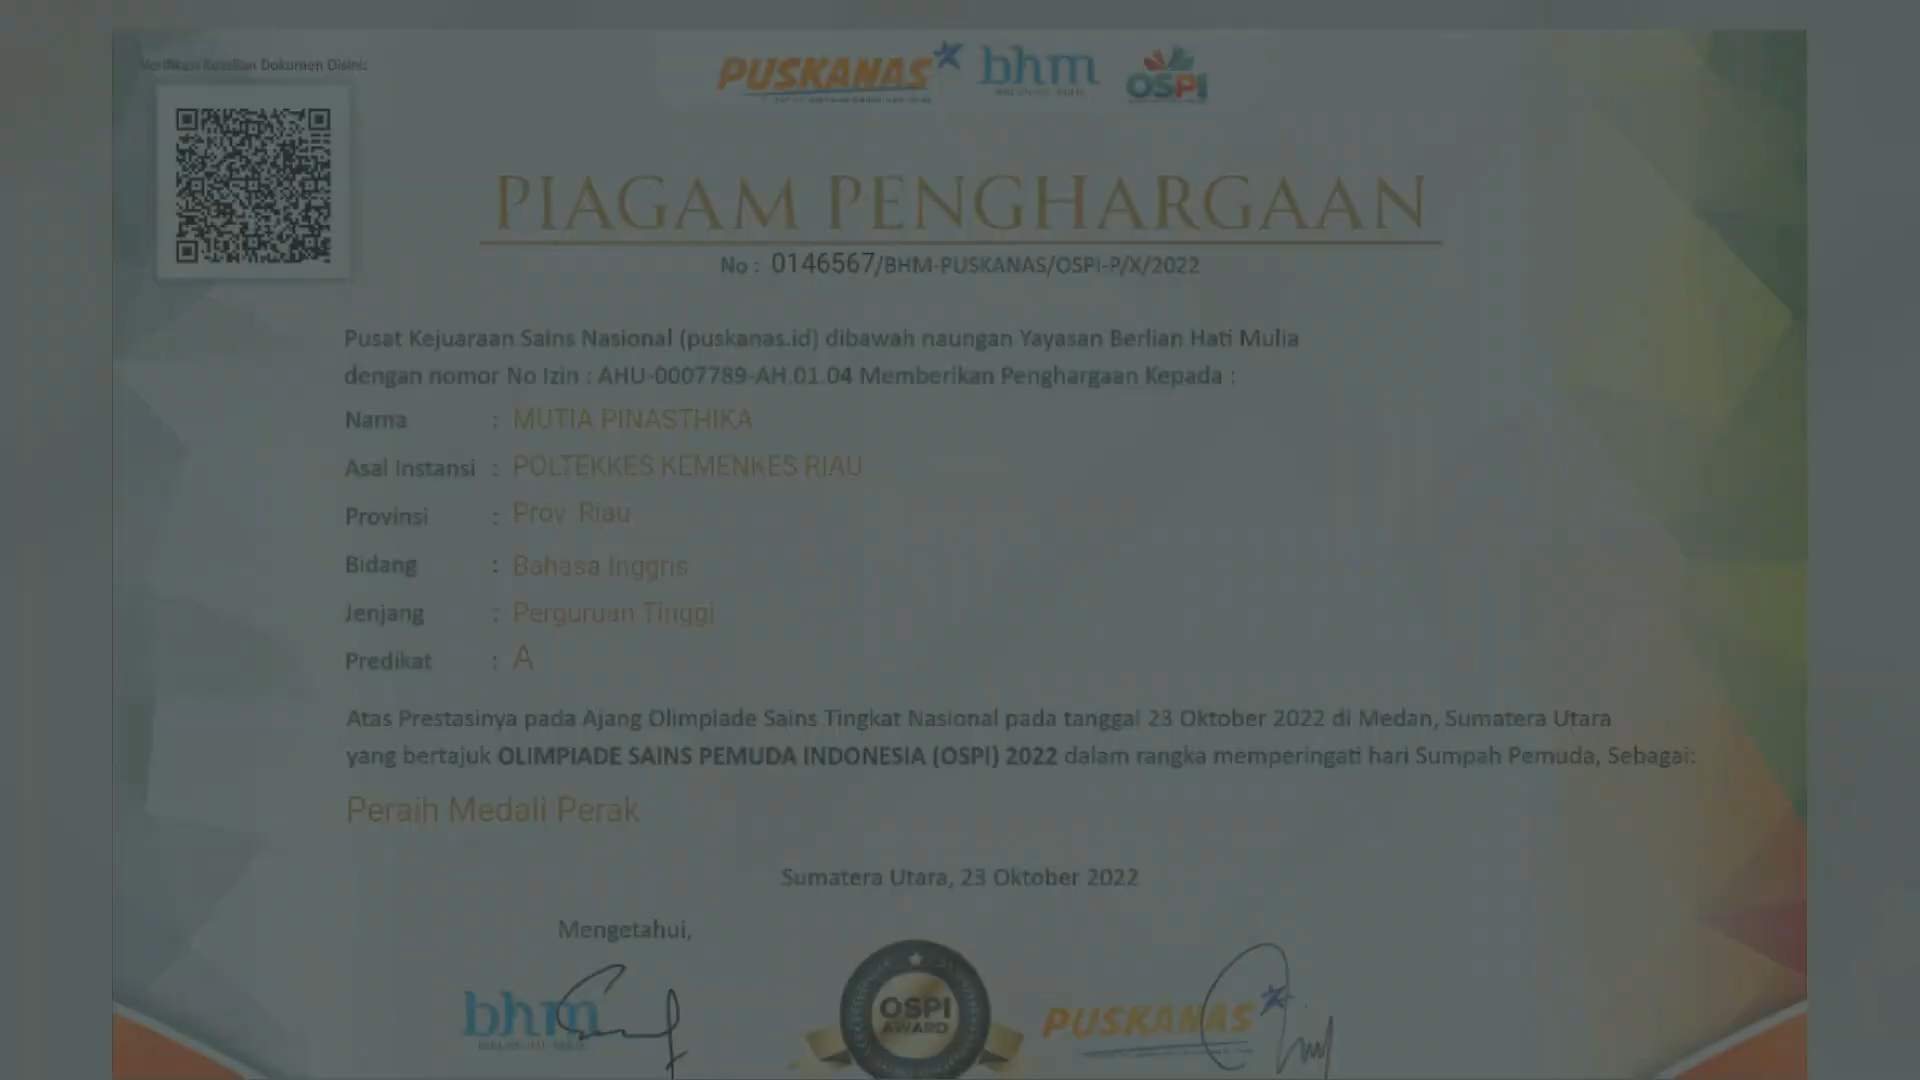 Verifikasi Keaslian Dokumen Disini:
PUSKANAS bhm OSPI
PIAGAM PENGHARGAAN
No : 0146567/BHM-PUSKANAS/OSPI-P/X/2022
Pusat Kejuaraan Sains Nasional (puskanas.id) dibawah naungan Yayasan Berlian Hati Mulia
dengan nomor No Izin : AHU-0007789-AH.01.04 Memberikan Penghargaan Kepada :
Nama : MUTIA PINASTHIKA
Asal Instansi : POLTEKKES KEMENKES RIAU
Provinsi : Prov. Riau
Bidang : Bahasa Inggris
Jenjang : Perguruan Tinggi
Predikat : A
Atas Prestasinya pada Ajang Olimpiade Sains Tingkat Nasional pada tanggal 23 Oktober 2022 di Medan, Sumatera Utara
yang bertajuk OLIMPIADE SAINS PEMUDA INDONESIA (OSPI) 2022 dalam rangka memperingati hari Sumpah Pemuda, Sebagai:
Peraih Medali Perak
Sumatera Utara, 23 Oktober 2022
Mengetahui,
bhm
OSPI
AWARD
PUSKANAS